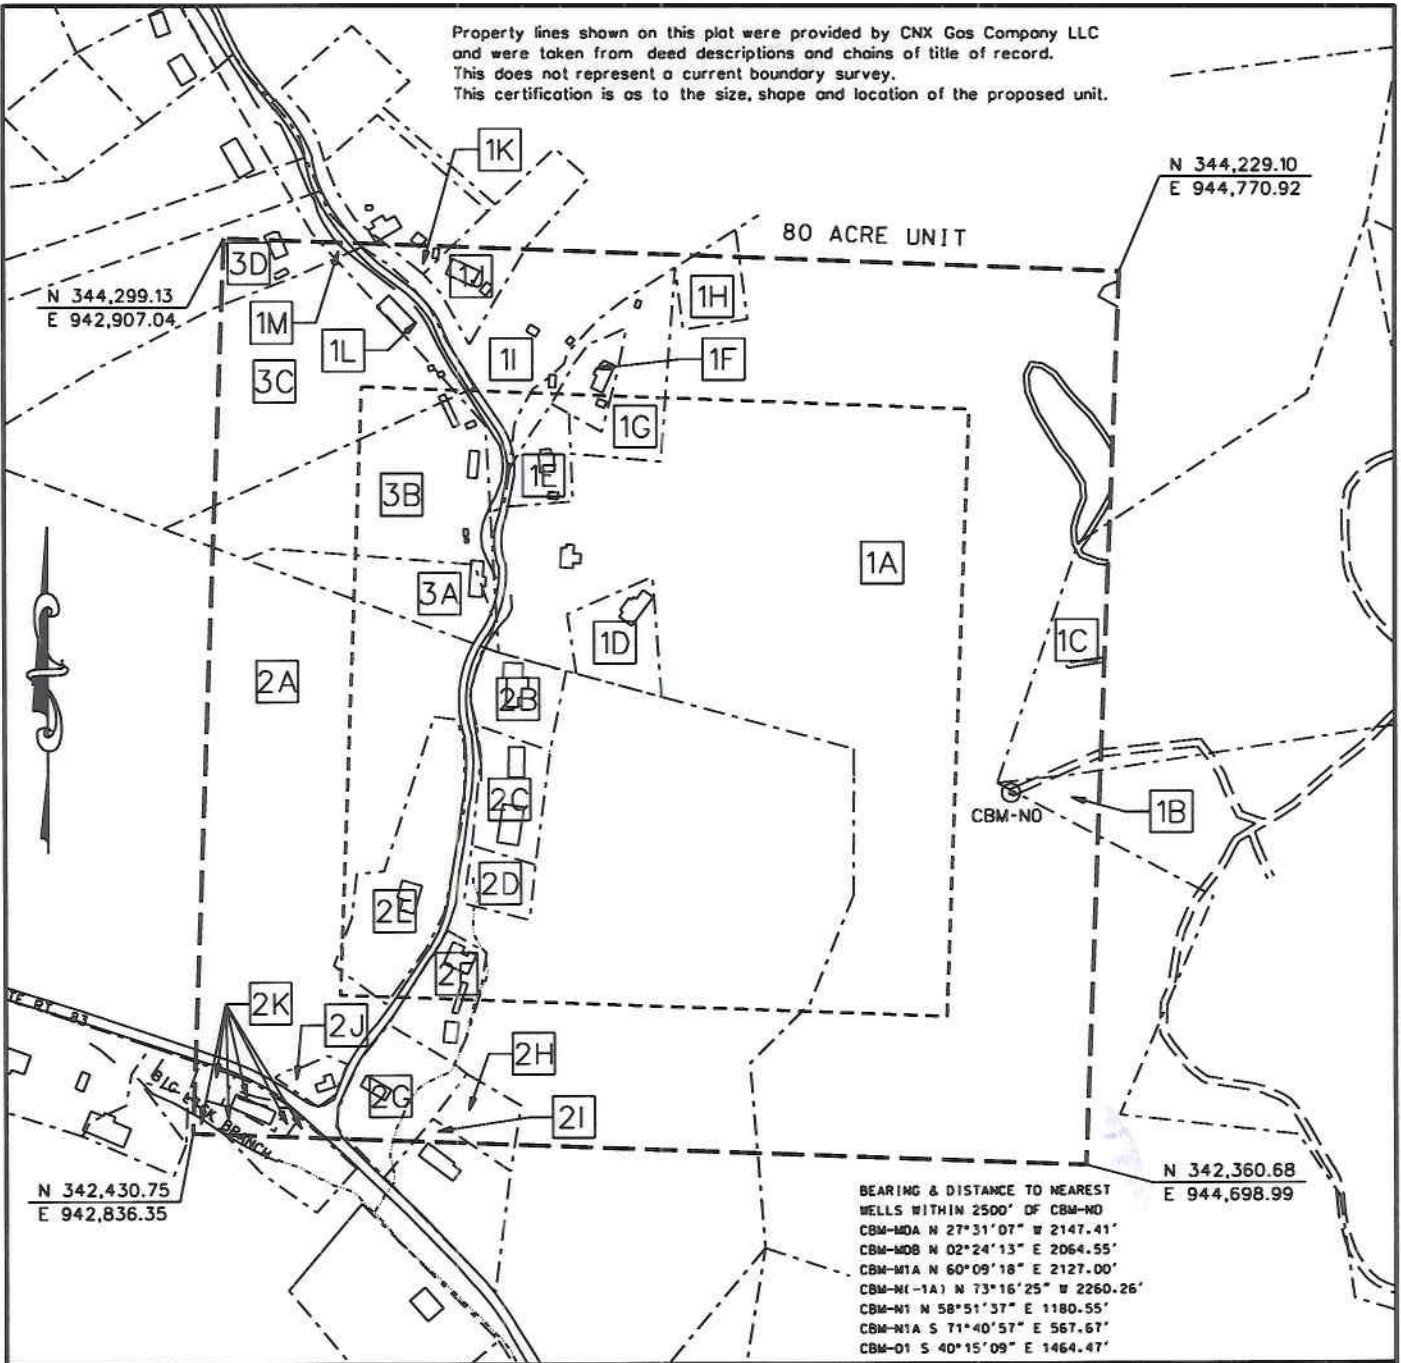 Property lines shown on this plat were provided by CNX Gas Company LLC
and were taken from deed descriptions and chains of title of record.
This does not represent a current boundary survey.
This certification is as to the size, shape and location of the proposed unit.
1K
N 344,229.10
E 944,770.92
80 ACRE UNIT
3D
1J
1H
N 344,299.13
E 942,907.04
1M
1L
1I
1F
3C
1G
1E
3B
1A
3A
1D
1C
2A
2B
2C
CBM-N0
1B
2D
2E
2F
TE RT. 83
2K
2J
2H
2G
2I
BIG LICK BRANCH
N 342,430.75
E 942,836.35
N 342,360.68
E 944,698.99
BEARING & DISTANCE TO NEAREST
WELLS WITHIN 2500' OF CBM-N0
CBM-M0A N 27°31'07" W 2147.41'
CBM-M0B N 02°24'13" E 2064.55'
CBM-M1A N 60°09'18" E 2127.00'
CBM-N(-1A) N 73°16'25" W 2260.26'
CBM-N1 N 58°51'37" E 1180.55'
CBM-N1A S 71°40'57" E 567.67'
CBM-O1 S 40°15'09" E 1464.47'